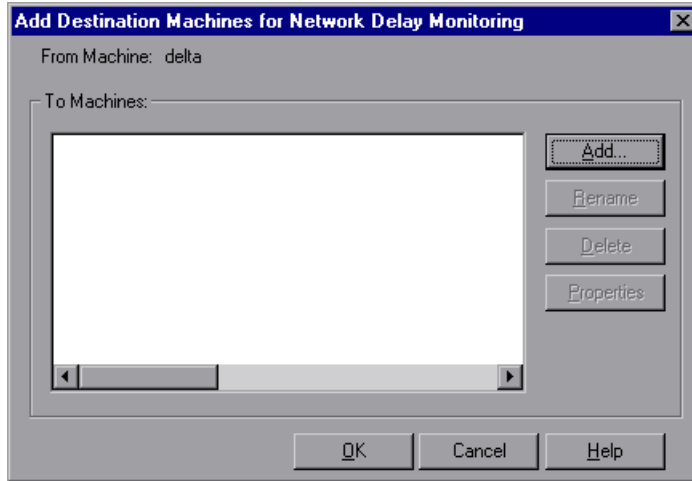 Add Destination Machines for Network Delay Monitoring
From Machine: delta
To Machines:
Add...
Rename
Delete
Properties
OK Cancel Help